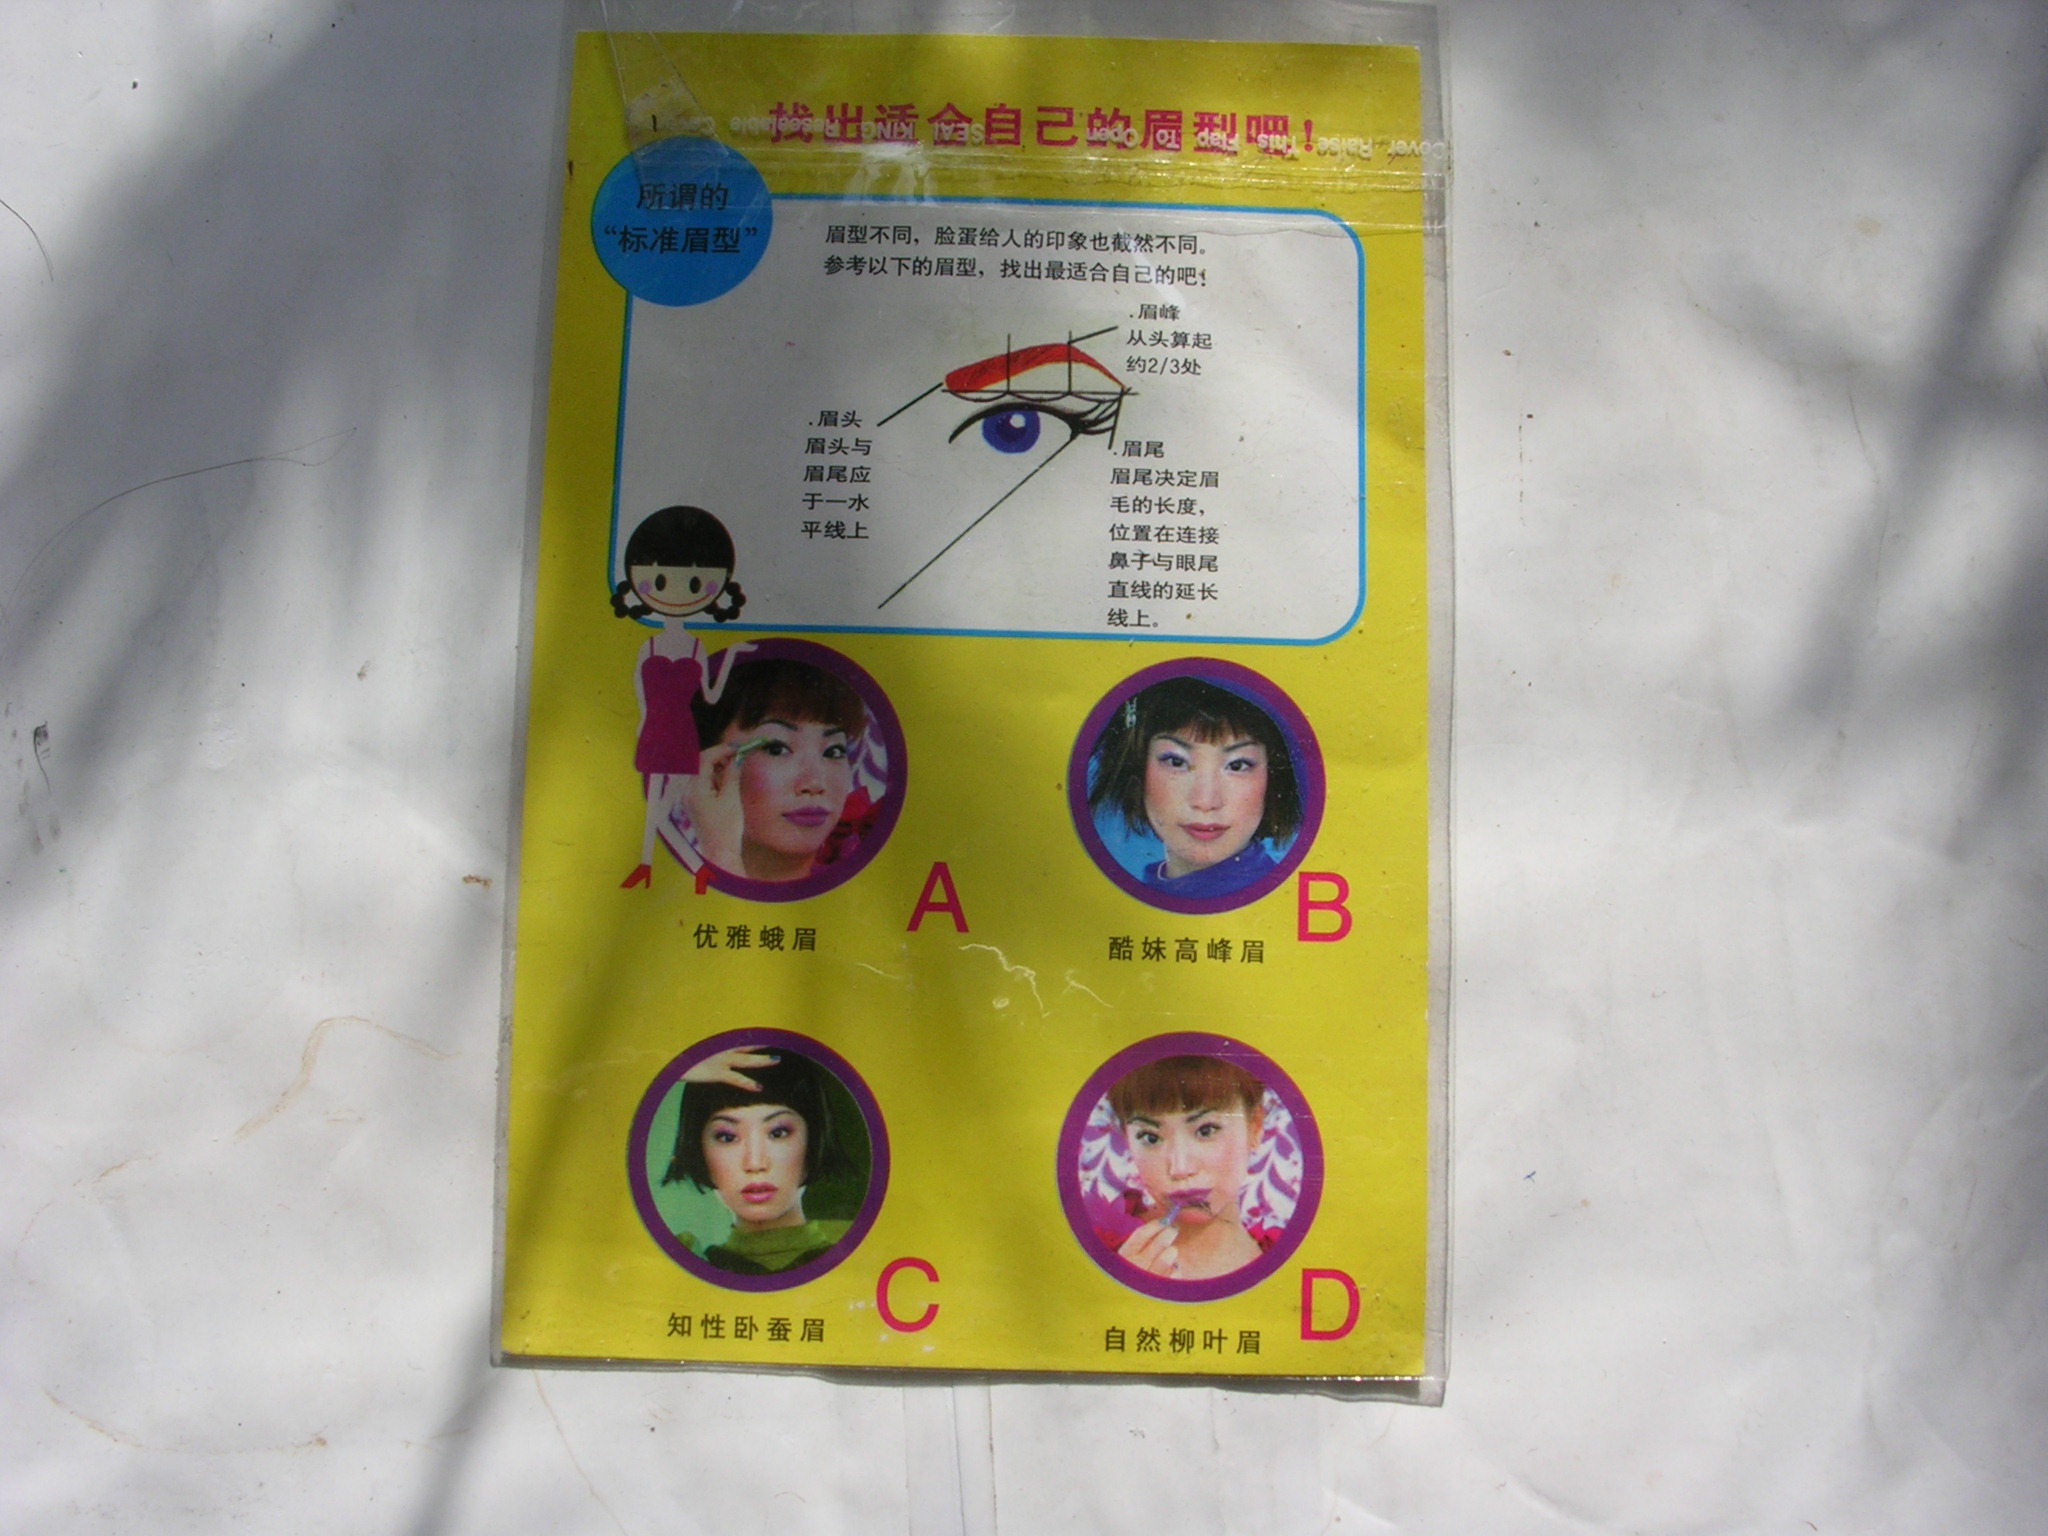 找出适合自己的眉型吧!
Cover Raise This Flap To Open
SEAL KING Resealable Cover
所谓的
“标准眉型”
眉型不同，脸蛋给人的印象也截然不同。
参考以下的眉型，找出最适合自己的吧!
.眉峰
从头算起
约2/3处
.眉头
眉头与
眉尾应
于一水
平线上
.眉尾
眉尾决定眉
毛的长度，
位置在连接
鼻子与眼尾
直线的延长
线上。
A
优雅蛾眉
B
酷妹高峰眉
C
知性卧蚕眉
D
自然柳叶眉